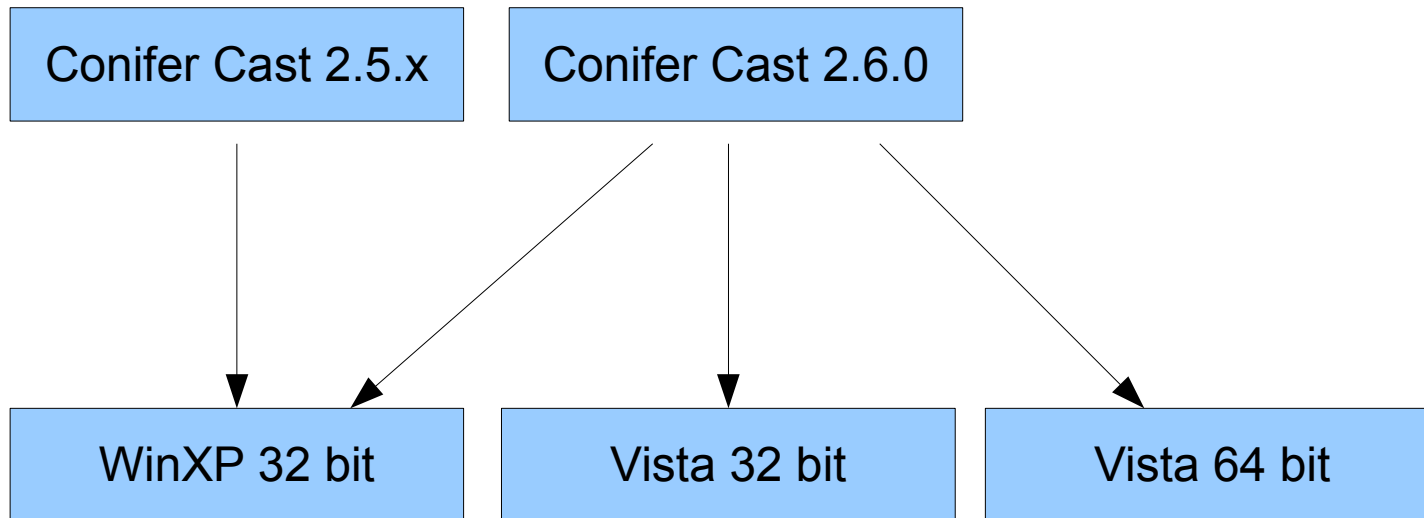 Conifer Cast 2.5.x
Conifer Cast 2.6.0
WinXP 32 bit
Vista 32 bit
Vista 64 bit